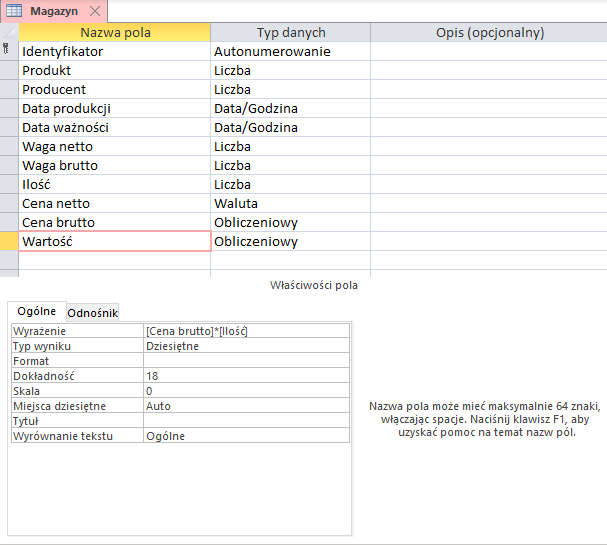 Magazyn
Nazwa pola Typ danych Opis (opcjonalny)
Identyfikator Autonumerowanie
Produkt Liczba
Producent Liczba
Data produkcji Data/Godzina
Data ważności Data/Godzina
Waga netto Liczba
Waga brutto Liczba
Ilość Liczba
Cena netto Waluta
Cena brutto Obliczeniowy
Wartość Obliczeniowy
Właściwości pola
Ogólne Odnośnik
Wyrażenie [Cena brutto]*[Ilość]
Typ wyniku Dziesiętne
Format
Dokładność 18
Skala 0
Miejsca dziesiętne Auto
Tytuł
Wyrównanie tekstu Ogólne
Nazwa pola może mieć maksymalnie 64 znaki,
włączając spacje. Naciśnij klawisz F1, aby
uzyskać pomoc na temat nazw pól.